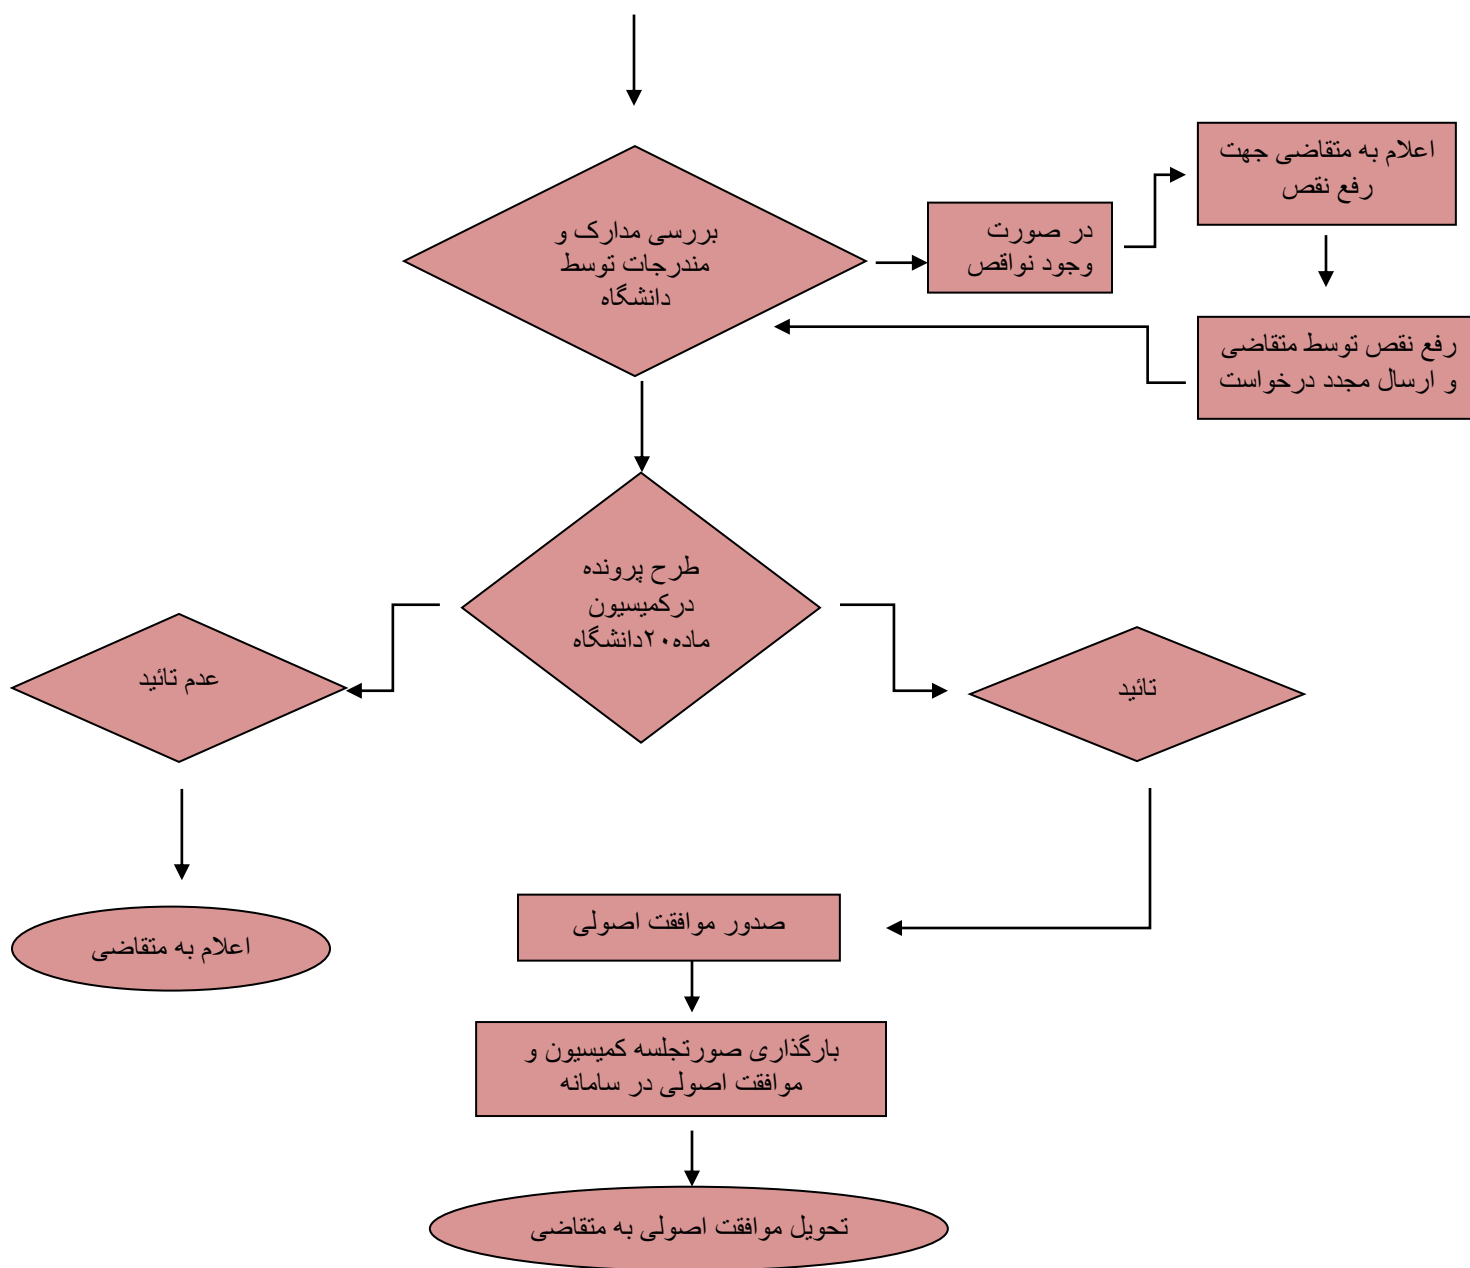 بررسی مدارک و
مندرجات توسط
دانشگاه
در صورت
وجود نواقص
اعلام به متقاضی جهت
رفع نقص
رفع نقص توسط متقاضی
و ارسال مجدد درخواست
طرح پرونده
درکمیسیون
ماده۲۰دانشگاه
تائید
عدم تائید
صدور موافقت اصولی
اعلام به متقاضی
بارگذاری صورتجلسه کمیسیون و
موافقت اصولی در سامانه
تحویل موافقت اصولی به متقاضی